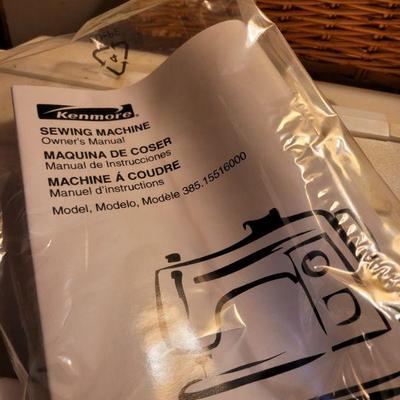 Kenmore
SEWING MACHINE
Owner's Manual
MAQUINA DE COSER
Manual de Instrucciones
MACHINE Á COUDRE
Manuel d'instructions
Model, Modelo, Modèle 385.15516000